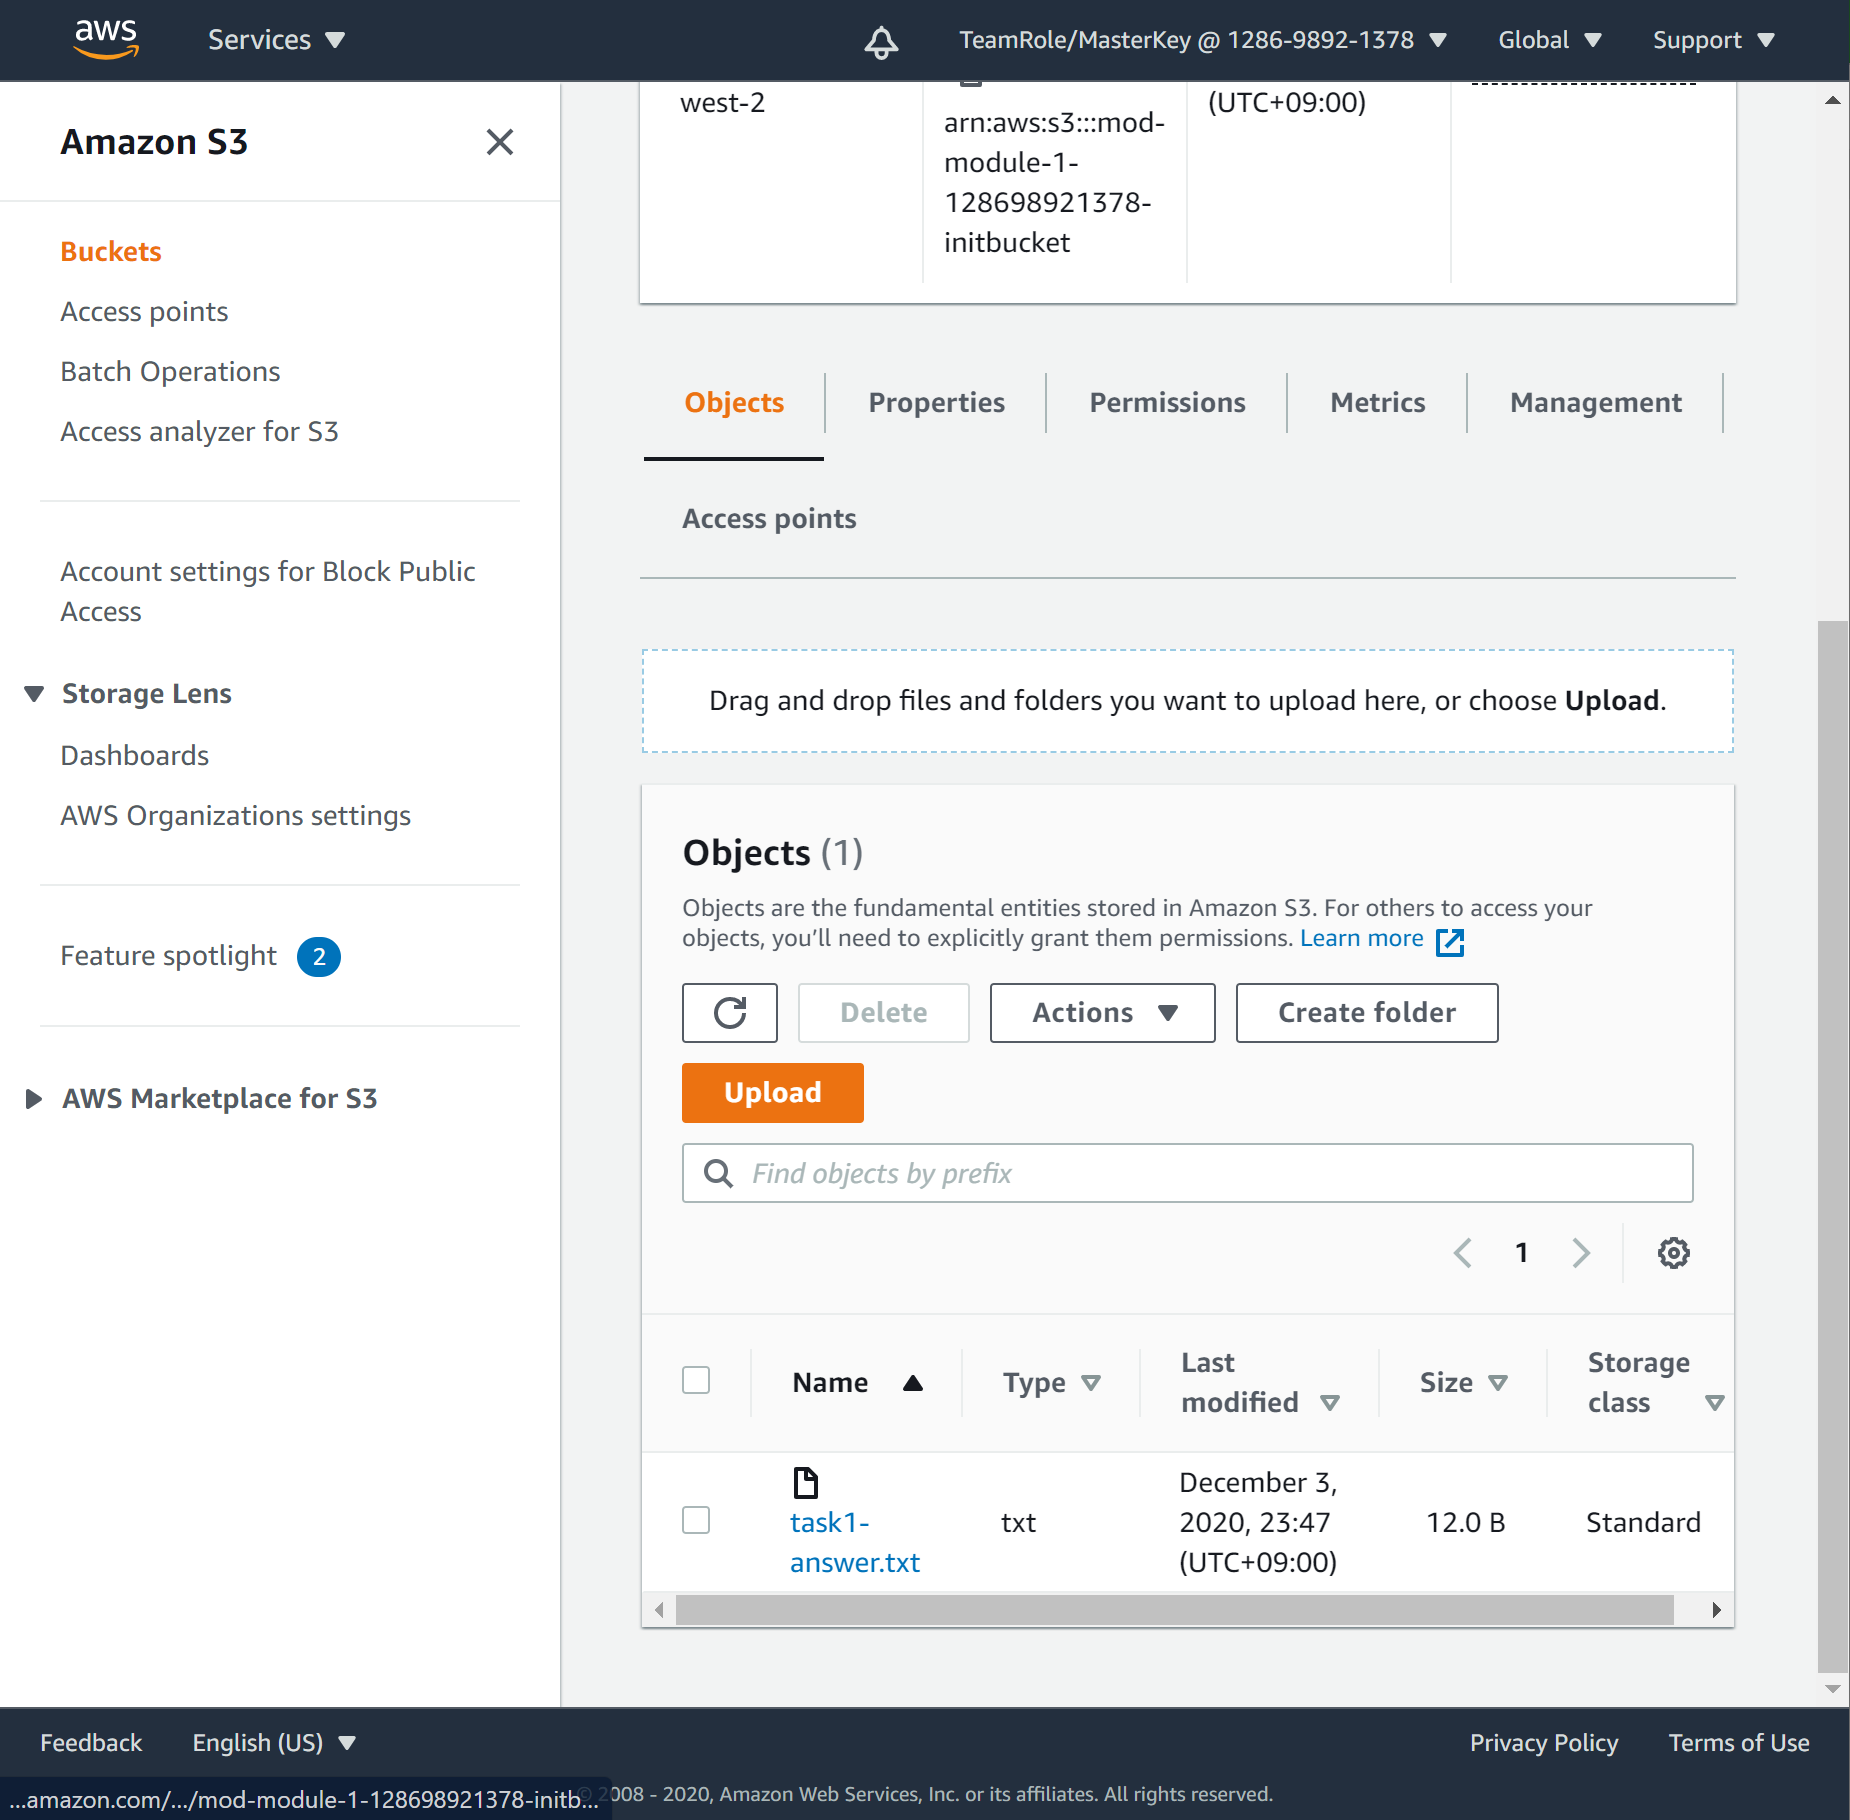 aws
Services
TeamRole/MasterKey @ 1286-9892-1378
Global
Support
Amazon S3
Buckets
Access points
Batch Operations
Access analyzer for S3
Account settings for Block Public
Access
Storage Lens
Dashboards
AWS Organizations settings
Feature spotlight 2
AWS Marketplace for S3
west-2
arn:aws:s3:::mod-
module-1-
128698921378-
initbucket
(UTC+09:00)
Objects
Properties
Permissions
Metrics
Management
Access points
Drag and drop files and folders you want to upload here, or choose Upload.
Objects (1)
Objects are the fundamental entities stored in Amazon S3. For others to access your
objects, you’ll need to explicitly grant them permissions. Learn more
Delete
Actions
Create folder
Upload
Find objects by prefix
1
Name
Type
Last
modified
Size
Storage
class
task1-
answer.txt
txt
December 3,
2020, 23:47
(UTC+09:00)
12.0 B
Standard
Feedback
English (US)
Privacy Policy
Terms of Use
...amazon.com/.../mod-module-1-128698921378-initb...
© 2008 - 2020, Amazon Web Services, Inc. or its affiliates. All rights reserved.